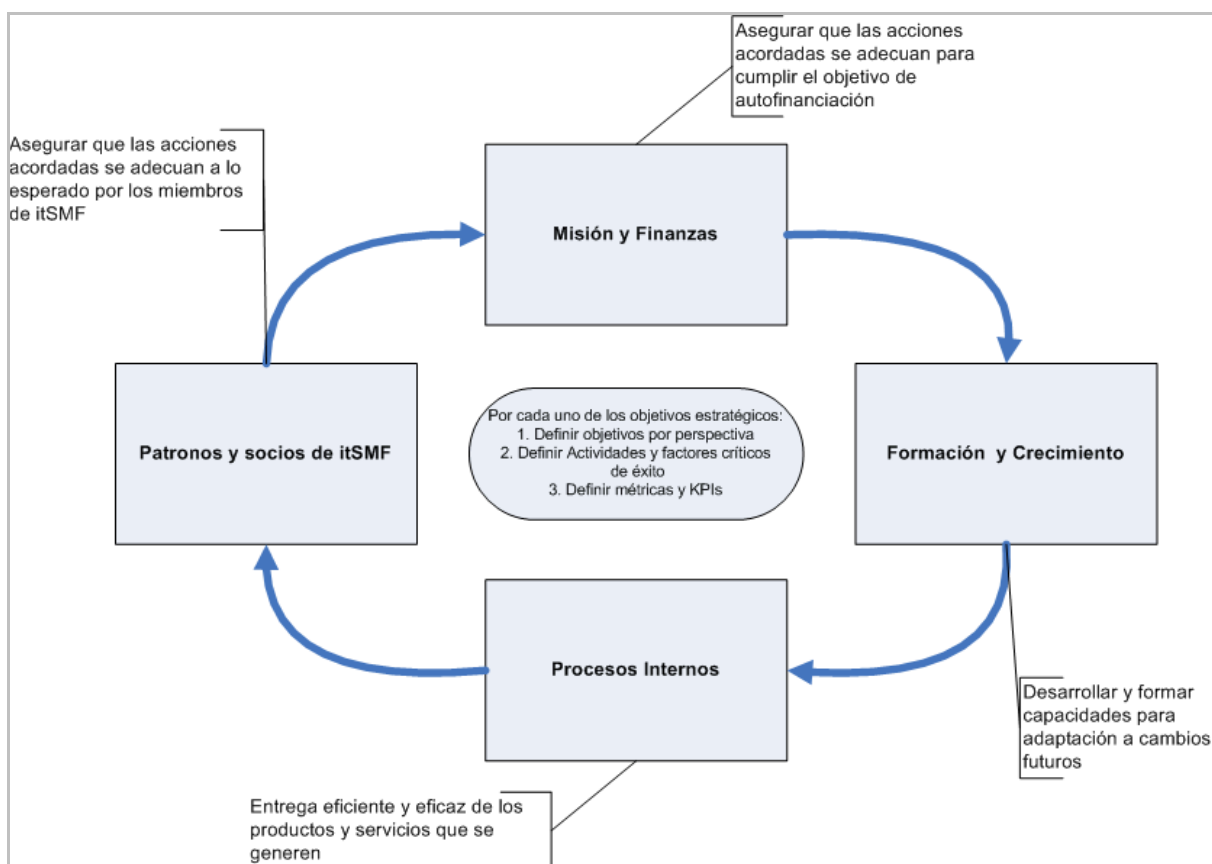 Asegurar que las acciones
acordadas se adecuan para
cumplir el objetivo de
autofinanciación
Asegurar que las acciones
acordadas se adecuan a lo
esperado por los miembros
de itSMF
Misión y Finanzas
Patronos y socios de itSMF
Por cada uno de los objetivos estratégicos:
1. Definir objetivos por perspectiva
2. Definir Actividades y factores críticos
de éxito
3. Definir métricas y KPIs
Formación y Crecimiento
Procesos Internos
Desarrollar y formar
capacidades para
adaptación a cambios
futuros
Entrega eficiente y eficaz de los
productos y servicios que se
generen